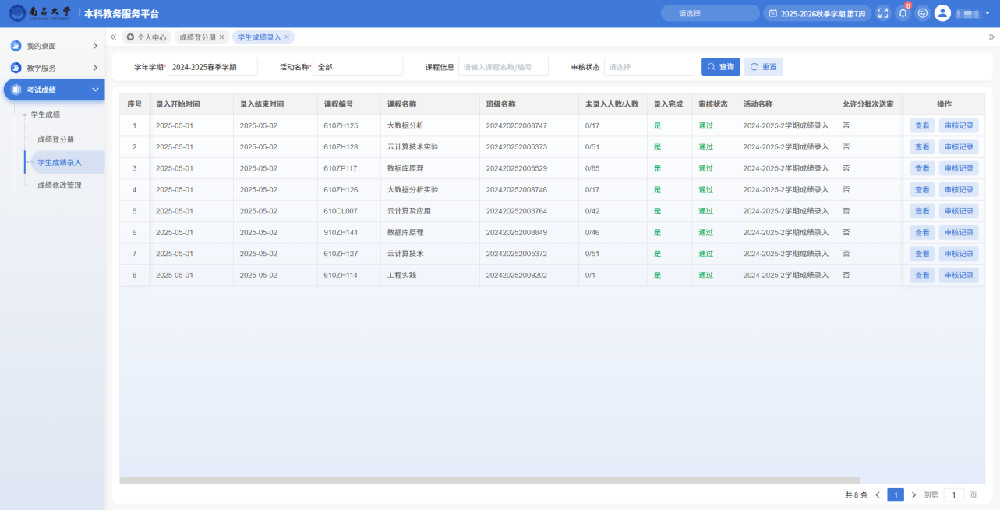 南昌大学 本科教务服务平台 请选择 2025-2026秋季学期 第7周 0
NANCHANG UNIVERSITY
我的桌面
教学服务
考试成绩
学生成绩
成绩登分册
学生成绩录入
成绩修改管理
个人中心 成绩登分册 × 学生成绩录入 ×
学年学期* 2024-2025春季学期 活动名称* 全部 课程信息 请输入课程名称/编号 审核状态 请选择 查询 重置
序号 录入开始时间 录入结束时间 课程编号 课程名称 班级名称 未录入人数/人数 录入完成 审核状态 活动名称 允许分批次送审 操作
1 2025-05-01 2025-05-02 610ZH125 大数据分析 202420252008747 0/17 是 通过 2024-2025-2学期成绩录入 否 查看 审核记录
2 2025-05-01 2025-05-02 610ZH128 云计算技术实验 202420252005373 0/51 是 通过 2024-2025-2学期成绩录入 否 查看 审核记录
3 2025-05-01 2025-05-02 610ZP117 数据库原理 202420252005529 0/65 是 通过 2024-2025-2学期成绩录入 否 查看 审核记录
4 2025-05-01 2025-05-02 610ZH126 大数据分析实验 202420252008746 0/17 是 通过 2024-2025-2学期成绩录入 否 查看 审核记录
5 2025-05-01 2025-05-02 610CL007 云计算及应用 202420252003764 0/42 是 通过 2024-2025-2学期成绩录入 否 查看 审核记录
6 2025-05-01 2025-05-02 910ZH141 数据库原理 202420252008849 0/46 是 通过 2024-2025-2学期成绩录入 否 查看 审核记录
7 2025-05-01 2025-05-02 610ZH127 云计算技术 202420252005372 0/51 是 通过 2024-2025-2学期成绩录入 否 查看 审核记录
8 2025-05-01 2025-05-02 610ZH114 工程实践 202420252009202 0/1 是 通过 2024-2025-2学期成绩录入 否 查看 审核记录
共 8 条 1 到第 1 页